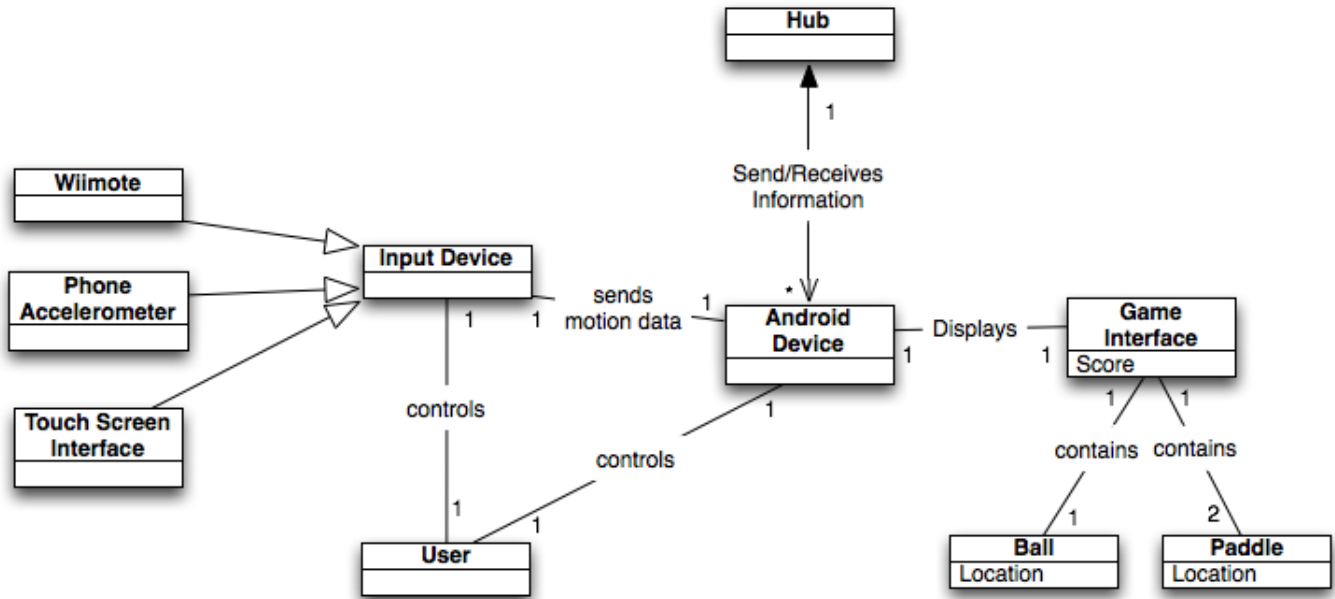 Hub
1
Send/Receives
Information
*
Wiimote
Phone
Accelerometer
Touch Screen
Interface
Input Device
1
1
sends
motion data
1
Android
Device
1
1
Displays
1
Game
Interface
Score
1
1
controls
controls
contains
contains
1
1
1
2
User
Ball
Location
Paddle
Location